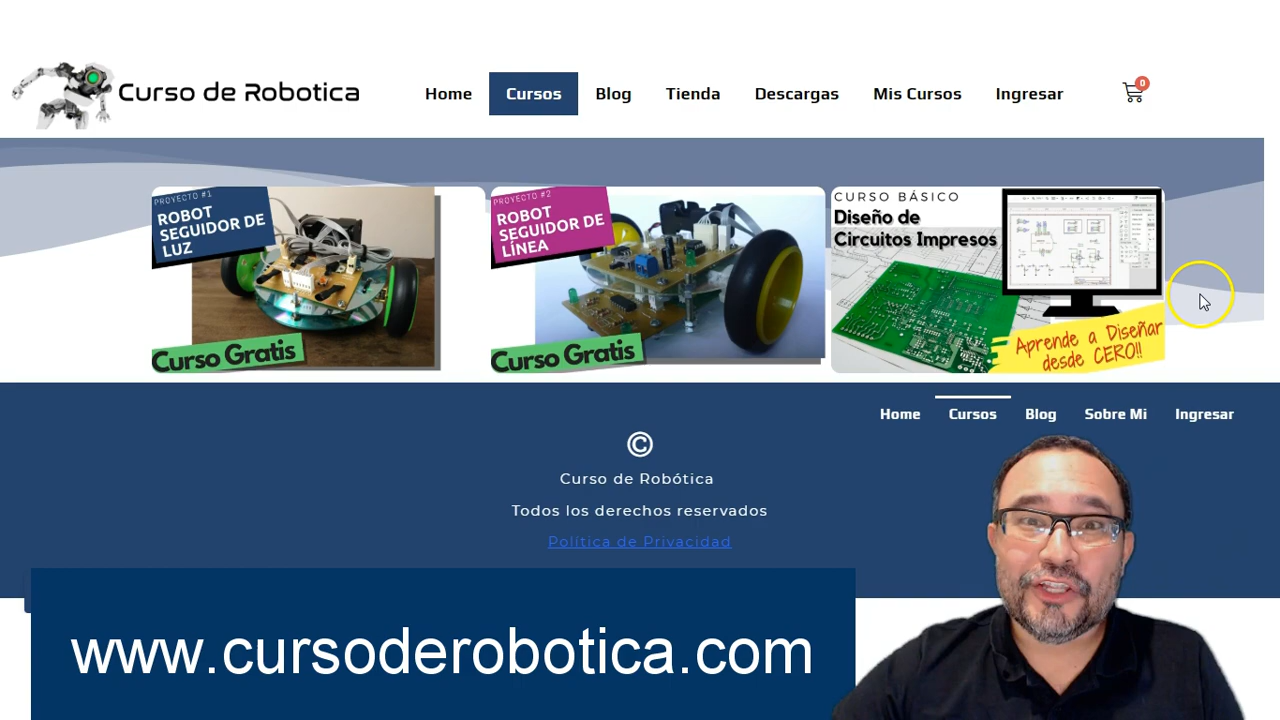 Curso de Robotica
Home Cursos Blog Tienda Descargas Mis Cursos Ingresar
0
PROYECTO #1
ROBOT
SEGUIDOR DE
LUZ
Curso Gratis
PROYECTO #2
ROBOT
SEGUIDOR DE
LÍNEA
Curso Gratis
CURSO BÁSICO
Diseño de
Circuitos Impresos
Aprende a Diseñar
desde CERO!!
Home Cursos Blog Sobre Mi Ingresar
©
Curso de Robótica
Todos los derechos reservados
Política de Privacidad
www.cursoderobotica.com